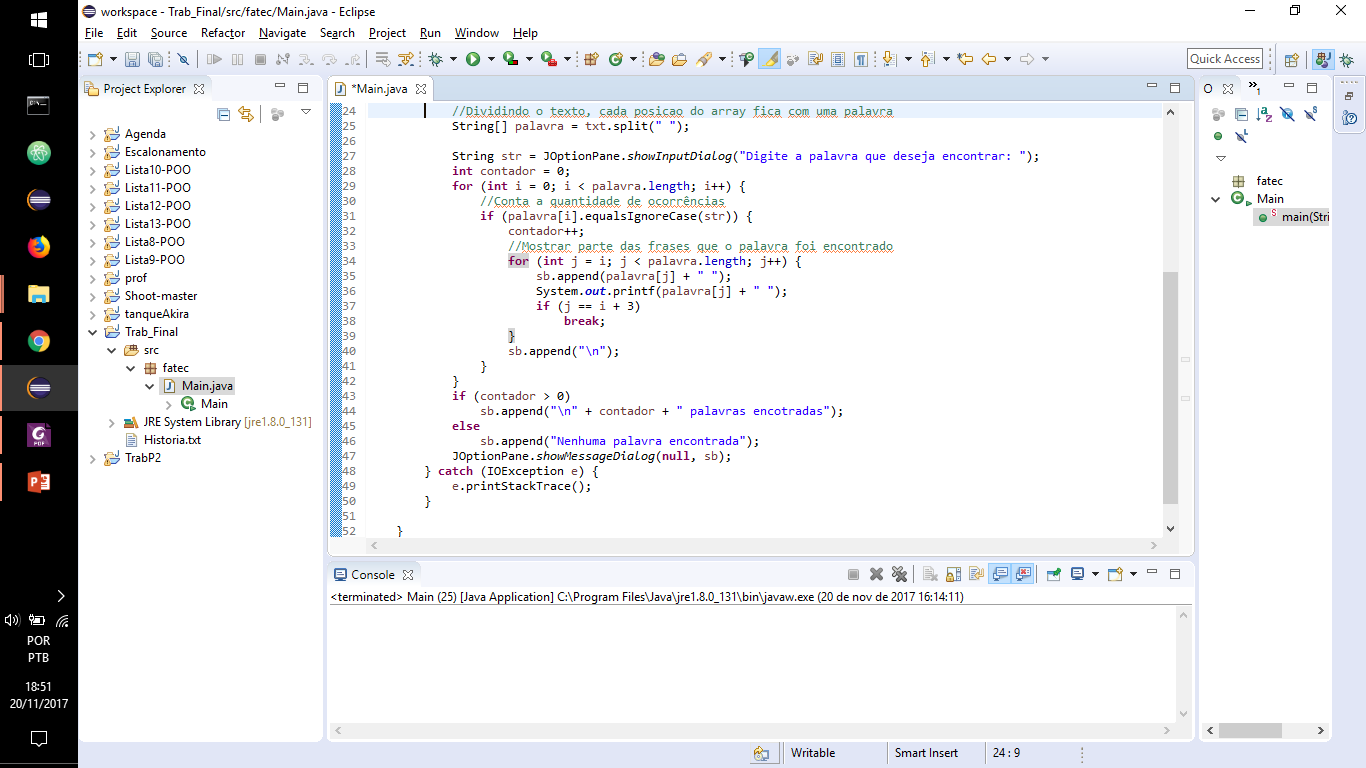 workspace - Trab_Final/src/fatec/Main.java - Eclipse
File Edit Source Refactor Navigate Search Project Run Window Help
Quick Access
Project Explorer
Agenda
Escalonamento
Lista10-POO
Lista11-POO
Lista12-POO
Lista13-POO
Lista8-POO
Lista9-POO
prof
Shoot-master
tanqueAkira
Trab_Final
src
fatec
Main.java
Main
JRE System Library [jre1.8.0_131]
Historia.txt
TrabP2
*Main.java
24 //Dividindo o texto, cada posicao do array fica com uma palavra
25 String[] palavra = txt.split(" ");
26
27 String str = JOptionPane.showInputDialog("Digite a palavra que deseja encontrar: ");
28 int contador = 0;
29 for (int i = 0; i < palavra.length; i++) {
30 //Conta a quantidade de ocorrências
31 if (palavra[i].equalsIgnoreCase(str)) {
32 contador++;
33 //Mostrar parte das frases que o palavra foi encontrado
34 for (int j = i; j < palavra.length; j++) {
35 sb.append(palavra[j] + " ");
36 System.out.printf(palavra[j] + " ");
37 if (j == i + 3)
38 break;
39 }
40 sb.append("\n");
41 }
42 }
43 if (contador > 0)
44 sb.append("\n" + contador + " palavras encotradas");
45 else
46 sb.append("Nenhuma palavra encontrada");
47 JOptionPane.showMessageDialog(null, sb);
48 } catch (IOException e) {
49 e.printStackTrace();
50 }
51
52 }
O
1
fatec
Main
main(Stri
Console
<terminated> Main (25) [Java Application] C:\Program Files\Java\jre1.8.0_131\bin\javaw.exe (20 de nov de 2017 16:14:11)
Writable Smart Insert 24 : 9
POR
PTB
18:51
20/11/2017